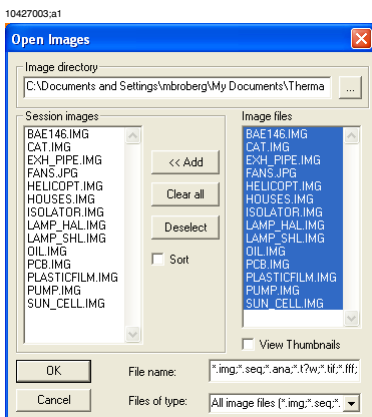 10427003;a1
Open Images
Image directory
C:\Documents and Settings\mbroberg\My Documents\Therma
...
Session images
BAE146.IMG
CAT.IMG
EXH_PIPE.IMG
FANS.JPG
HELICOPT.IMG
HOUSES.IMG
ISOLATOR.IMG
LAMP_HAL.IMG
LAMP_SHL.IMG
OIL.IMG
PCB.IMG
PLASTICFILM.IMG
PUMP.IMG
SUN_CELL.IMG
<< Add
Clear all
Deselect
Sort
Image files
BAE146.IMG
CAT.IMG
EXH_PIPE.IMG
FANS.JPG
HELICOPT.IMG
HOUSES.IMG
ISOLATOR.IMG
LAMP_HAL.IMG
LAMP_SHL.IMG
OIL.IMG
PCB.IMG
PLASTICFILM.IMG
PUMP.IMG
SUN_CELL.IMG
View Thumbnails
OK
File name:
*.img;*.seq;*.ana;*.t?w;*.tif;*.fff;
Cancel
Files of type:
All image files (*.img;*.seq;*.